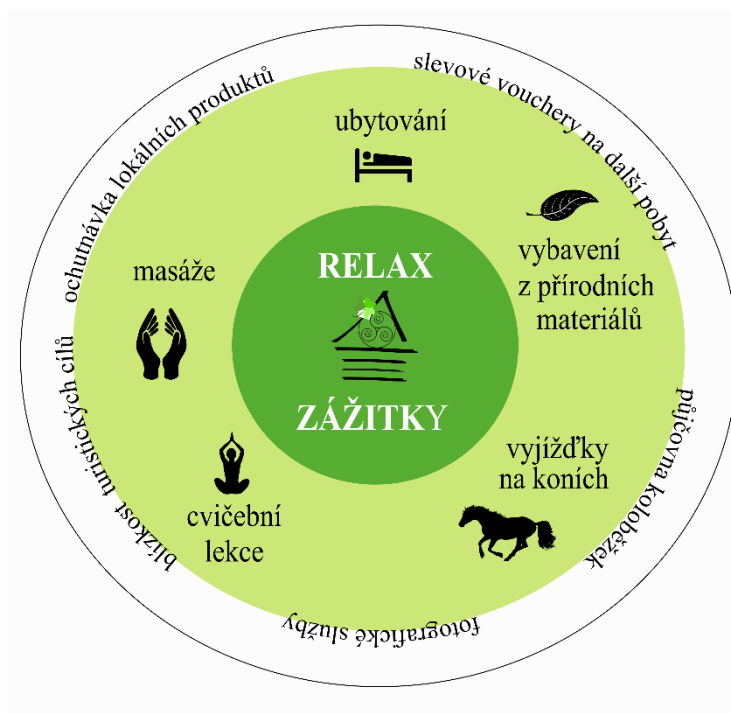 ochutnávka lokálních produktů
slevové vouchery na další pobyt
ubytování
vybavení
z přírodních
materiálů
masáže
RELAX
ZÁŽITKY
vyjížďky
na koních
cvičební
lekce
blízkost turistických cílů
půjčovna koloběžek
fotografické služby